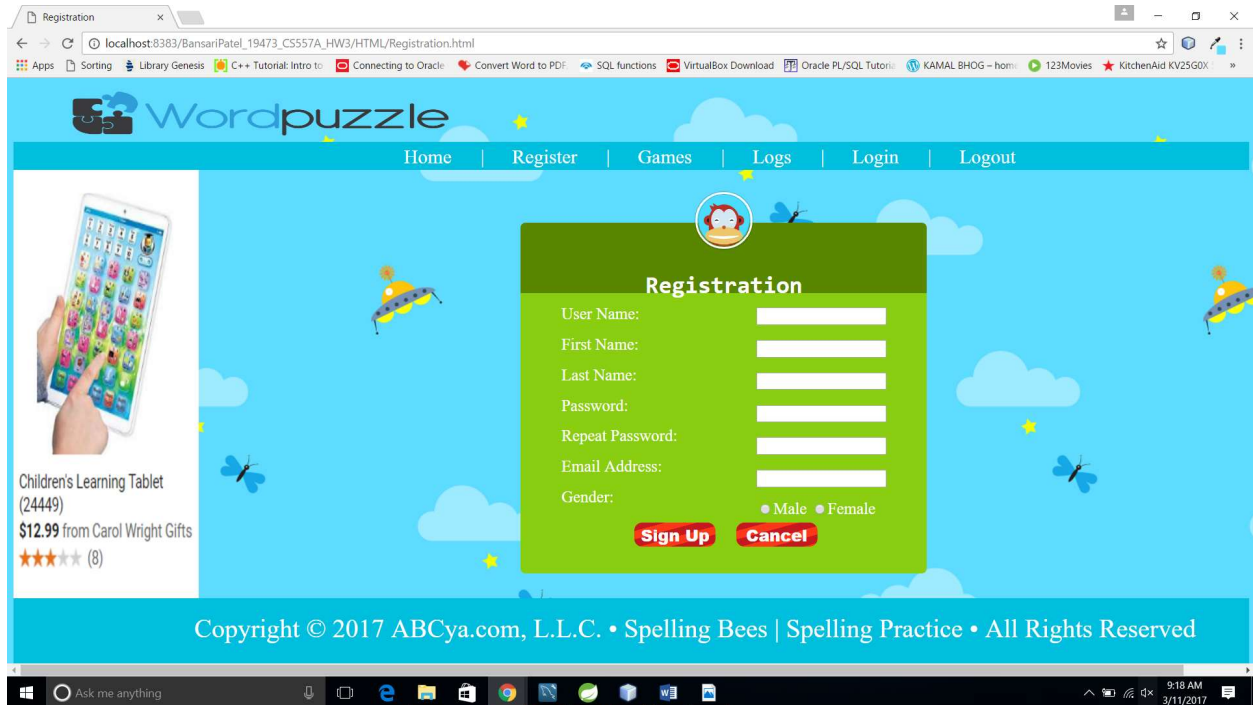 Registration
localhost:8383/BansariPatel_19473_CS557A_HW3/HTML/Registration.html
Apps Sorting Library Genesis C++ Tutorial: Intro to Connecting to Oracle Convert Word to PDF. SQL functions VirtualBox Download Oracle PL/SQL Tutoria KAMAL BHOG – hom 123Movies KitchenAid KV25G0X »
Wordpuzzle
Home | Register | Games | Logs | Login | Logout
Registration
User Name:
First Name:
Last Name:
Password:
Repeat Password:
Email Address:
Gender:
Male Female
Sign Up Cancel
Children's Learning Tablet
(24449)
$12.99 from Carol Wright Gifts
(8)
Copyright © 2017 ABCya.com, L.L.C. • Spelling Bees | Spelling Practice • All Rights Reserved
Ask me anything
9:18 AM
3/11/2017